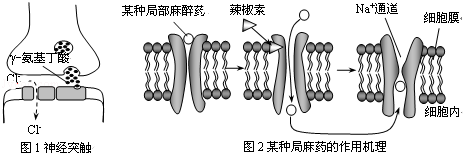 γ-氨基丁酸
Cl-
Cl-
图1神经突触
某种局部麻醉药
辣椒素
Na+通道
细胞膜
细胞内
图2某种局麻药的作用机理